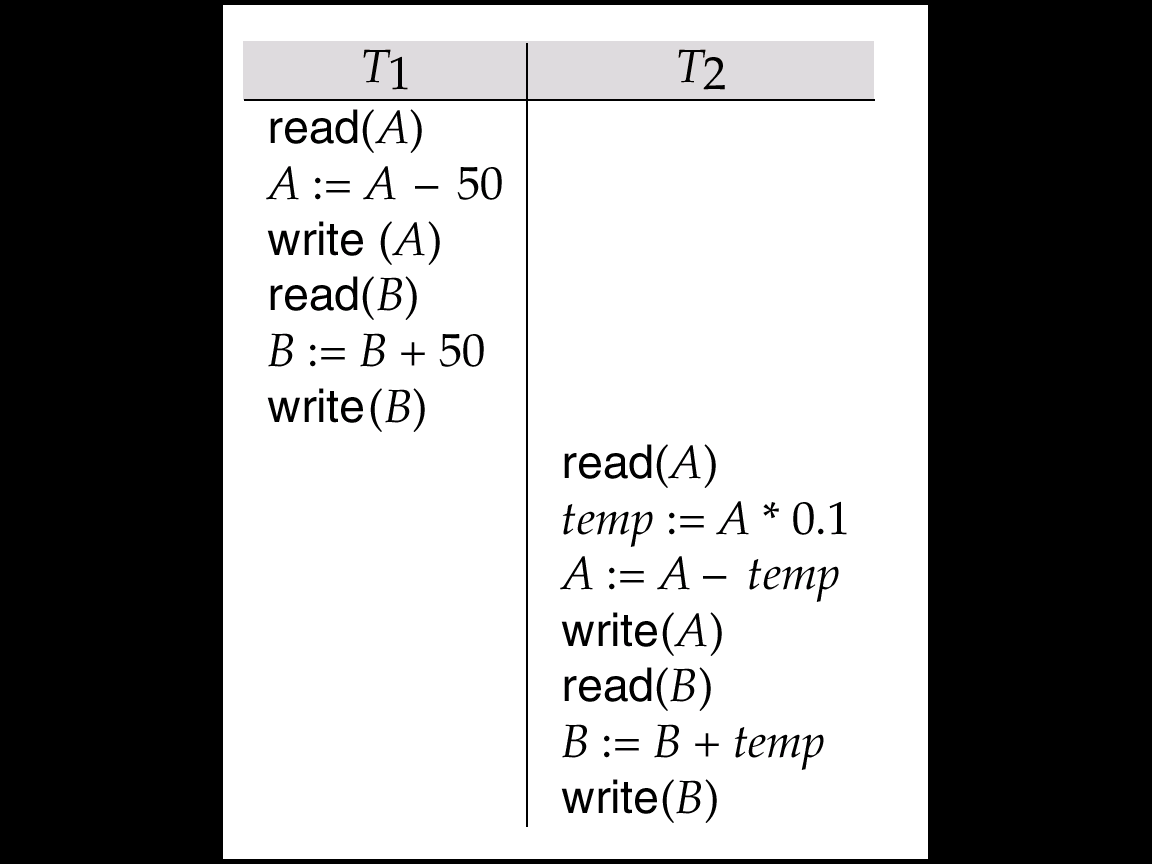 T1 T2
read(A)
A := A – 50
write (A)
read(B)
B := B + 50
write(B)
read(A)
temp := A * 0.1
A := A – temp
write(A)
read(B)
B := B + temp
write(B)